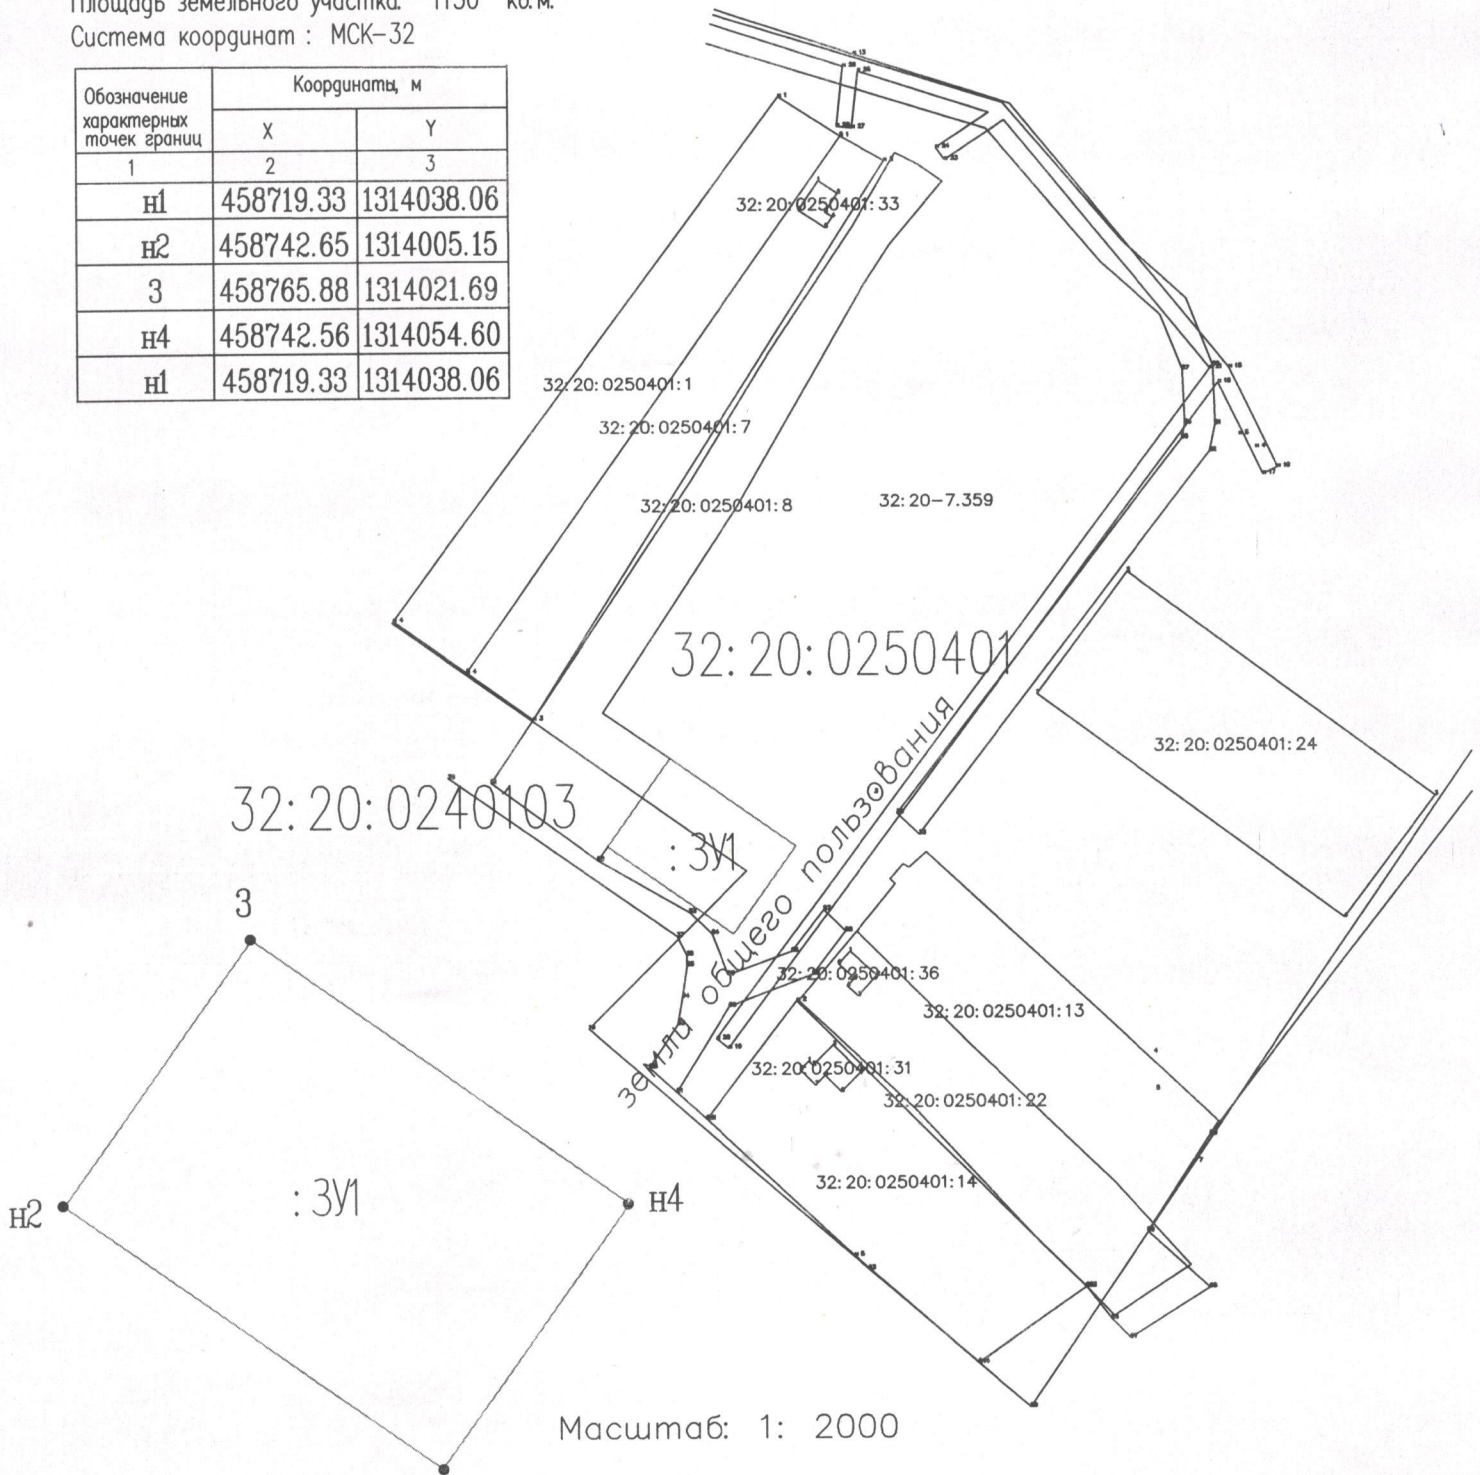 Площадь земельного участка: 1150 кв.м.
Система координат : МСК-32
Обозначение характерных точек границ
Координаты, м
X
Y
1 2 3
н1 458719.33 1314038.06
н2 458742.65 1314005.15
3 458765.88 1314021.69
н4 458742.56 1314054.60
н1 458719.33 1314038.06
32:20:0250401:33
32:20:0250401:1
32:20:0250401:7
32:20:0250401:8
32:20-7.359
32:20:0250401
32:20:0250401:24
32:20:0240103
:ЗУ1
земли общего пользования
3
32:20:0250401:36
32:20:0250401:13
32:20:0250401:31
32:20:0250401:22
32:20:0250401:14
н2
:ЗУ1
н4
Масштаб: 1: 2000